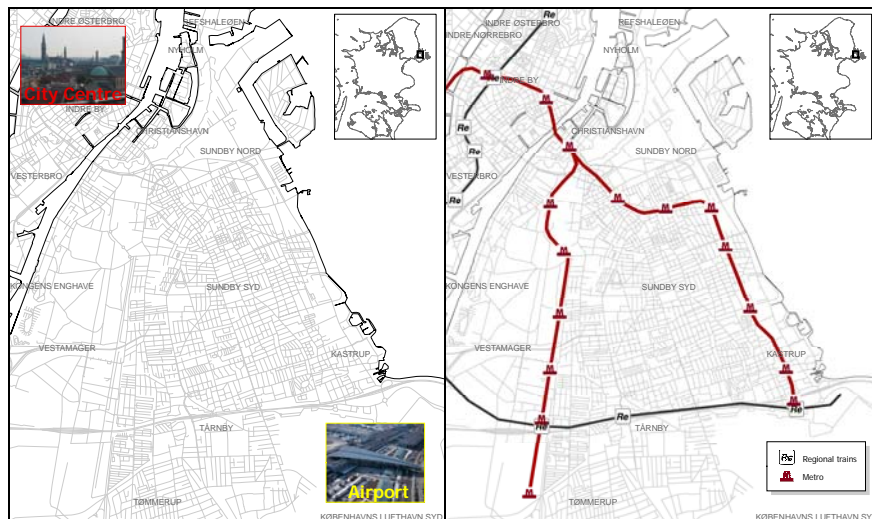 INDRE ØSTERBRO
REFSHALEØEN
NYHOLM
City Centre
INDRE BY
CHRISTIANSHAVN
SUNDBY NORD
VESTERBRO
KONGENS ENGHAVE
SUNDBY SYD
VESTAMAGER
KASTRUP
TÅRNBY
Airport
TØMMERUP
KØBENHAVNS LUFTHAVN SYD
INDRE ØSTERBRO
REFSHALEØEN
INDRE NØRREBRO
NYHOLM
M
Re
INDRE BY
M
Re
CHRISTIANSHAVN
M
Re
SUNDBY NORD
VESTERBRO
Re
M
M
M
M
M
M
KONGENS ENGHAVE
SUNDBY SYD
M
M
VESTAMAGER
KASTRUP
M
M
M
Re
M
Re
Re
TÅRNBY
Re Regional trains
M Metro
M
TØMMERUP
KØBENHAVNS LUFTHAVN SYD